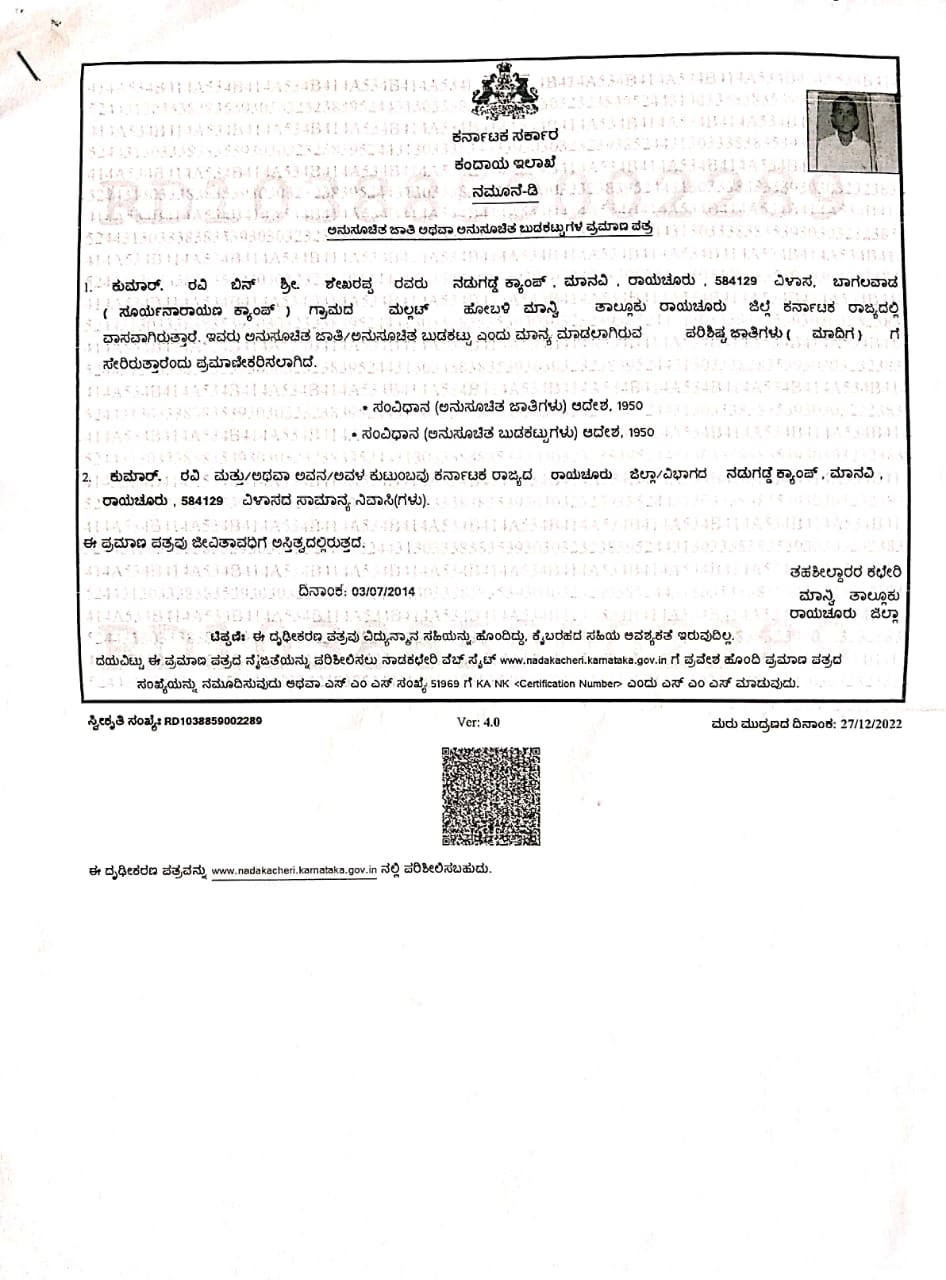 ಕರ್ನಾಟಕ ಸರ್ಕಾರ
ಕಂದಾಯ ಇಲಾಖೆ
ನಮೂನೆ-ಡಿ
ಅನುಸೂಚಿತ ಜಾತಿ ಅಥವಾ ಅನುಸೂಚಿತ ಬುಡಕಟ್ಟುಗಳ ಪ್ರಮಾಣ ಪತ್ರ
1. ಕುಮಾರ್. ರವಿ ಬಿನ್ ಶ್ರೀ. ಶೇಖರಪ್ಪ ರವರು ನಡುಗಡ್ಡೆ ಕ್ಯಾಂಪ್ , ಮಾನವಿ , ರಾಯಚೂರು , 584129 ವಿಳಾಸ, ಬಾಗಲವಾಡ
( ಸೂರ್ಯನಾರಾಯಣ ಕ್ಯಾಂಪ್ ) ಗ್ರಾಮದ ಮಲ್ಲಟ್ ಹೋಬಳಿ ಮಾನ್ವಿ ತಾಲ್ಲೂಕು ರಾಯಚೂರು ಜಿಲ್ಲೆ ಕರ್ನಾಟಕ ರಾಜ್ಯದಲ್ಲಿ
ವಾಸವಾಗಿರುತ್ತಾರೆ. ಇವರು ಅನುಸೂಚಿತ ಜಾತಿ/ಅನುಸೂಚಿತ ಬುಡಕಟ್ಟು ಎಂದು ಮಾನ್ಯ ಮಾಡಲಾಗಿರುವ ಪರಿಶಿಷ್ಟ ಜಾತಿಗಳು ( ಮಾದಿಗ ) ಗೆ
ಸೇರಿರುತ್ತಾರೆಂದು ಪ್ರಮಾಣೀಕರಿಸಲಾಗಿದೆ.
• ಸಂವಿಧಾನ (ಅನುಸೂಚಿತ ಜಾತಿಗಳು) ಆದೇಶ, 1950
• ಸಂವಿಧಾನ (ಅನುಸೂಚಿತ ಬುಡಕಟ್ಟುಗಳು) ಆದೇಶ, 1950
2. ಕುಮಾರ್. ರವಿ ಮತ್ತು/ಅಥವಾ ಅವನ/ಅವಳ ಕುಟುಂಬವು ಕರ್ನಾಟಕ ರಾಜ್ಯದ ರಾಯಚೂರು ಜಿಲ್ಲಾ/ವಿಭಾಗದ ನಡುಗಡ್ಡೆ ಕ್ಯಾಂಪ್ , ಮಾನವಿ ,
ರಾಯಚೂರು , 584129 ವಿಳಾಸದ ಸಾಮಾನ್ಯ ನಿವಾಸಿ(ಗಳು).
ಈ ಪ್ರಮಾಣ ಪತ್ರವು ಜೀವಿತಾವಧಿಗೆ ಅಸ್ತಿತ್ವದಲ್ಲಿರುತ್ತದೆ.
ತಹಶೀಲ್ದಾರರ ಕಛೇರಿ
ದಿನಾಂಕ: 03/07/2014
ಮಾನ್ವಿ ತಾಲ್ಲೂಕು
ರಾಯಚೂರು ಜಿಲ್ಲಾ
ಟಿಪ್ಪಣಿ: ಈ ದೃಢೀಕರಣ ಪತ್ರವು ವಿದ್ಯುನ್ಮಾನ ಸಹಿಯನ್ನು ಹೊಂದಿದ್ದು, ಕೈಬರಹದ ಸಹಿಯ ಅವಶ್ಯಕತೆ ಇರುವುದಿಲ್ಲ.
ದಯವಿಟ್ಟು ಈ ಪ್ರಮಾಣ ಪತ್ರದ ನೈಜತೆಯನ್ನು ಪರಿಶೀಲಿಸಲು ನಾಡಕಛೇರಿ ವೆಬ್ ಸೈಟ್ www.nadakacheri.karnataka.gov.in ಗೆ ಪ್ರವೇಶ ಹೊಂದಿ ಪ್ರಮಾಣ ಪತ್ರದ
ಸಂಖ್ಯೆಯನ್ನು ನಮೂದಿಸುವುದು ಅಥವಾ ಎಸ್ ಎಂ ಎಸ್ ಸಂಖ್ಯೆ 51969 ಗೆ KA NK <Certification Number> ಎಂದು ಎಸ್ ಎಂ ಎಸ್ ಮಾಡುವುದು.
ಸ್ವೀಕೃತಿ ಸಂಖ್ಯೆ: RD1038859002289 Ver: 4.0 ಮರು ಮುದ್ರಣದ ದಿನಾಂಕ: 27/12/2022
ಈ ದೃಢೀಕರಣ ಪತ್ರವನ್ನು www.nadakacheri.karnataka.gov.in ನಲ್ಲಿ ಪರಿಶೀಲಿಸಬಹುದು.